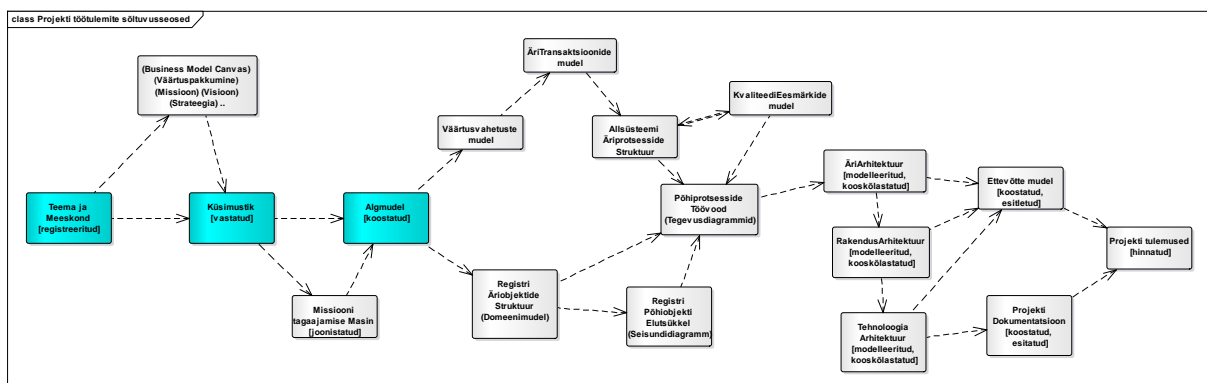 class Projekti töötulemite sõltuvusseosed
(Business Model Canvas)
(Väärtuspakkumine)
(Missioon) (Visioon)
(Strateegia) ..
ÄriTransaktsioonide
mudel
KvaliteediEesmärkide
mudel
Väärtusvahetuste
mudel
Allsüsteemi
Äriprotsesside
Struktuur
Teema ja
Meeskond
[registreeritud]
Küsimustik
[vastatud]
Algmudel
[koostatud]
Põhiprotsesside
Töövood
(Tegevusdiagrammid)
ÄriArhitektuur
[modelleeritud,
kooskõlastatud]
Ettevõtte mudel
[koostatud,
esitletud]
RakendusArhitektuur
[modelleeritud,
kooskõlastatud]
Projekti tulemused
[hinnatud]
Missiooni
tagaajamise Masin
[joonistatud]
Registri
Äriobjektide
Struktuur
(Domeenimudel)
Registri
Põhiobjekti
Elutsükkel
(Seisundidiagramm)
Tehnoloogia
Arhitektuur
[modelleeritud,
kooskõlastatud]
Projekti
Dokumentatsioon
[koostatud,
esitatud]